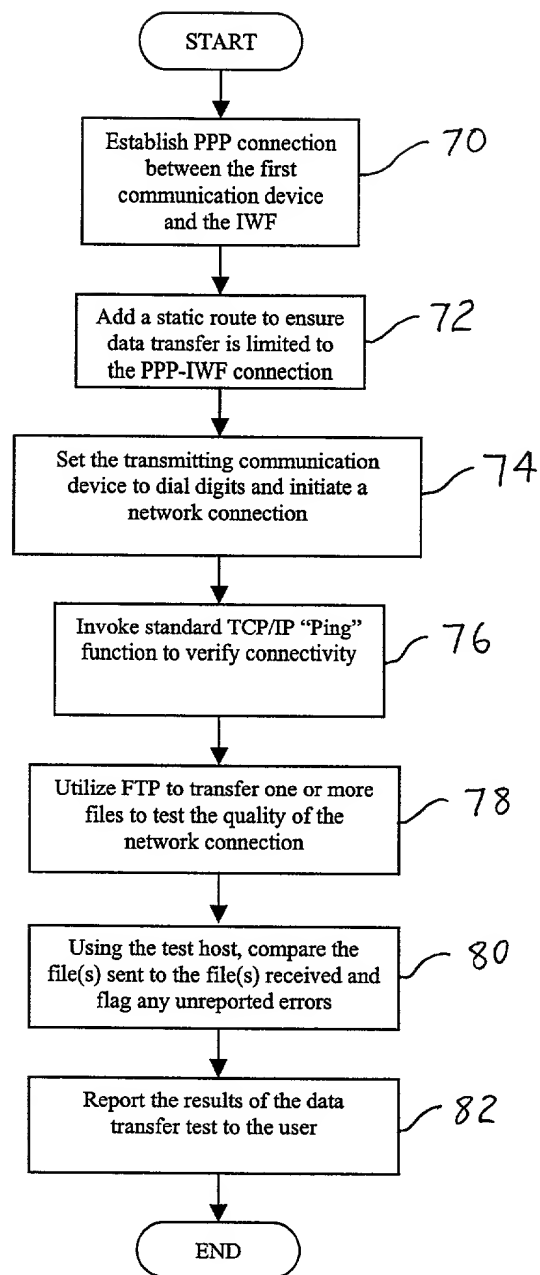 START
Establish PPP connection
between the first
communication device
and the IWF
70
Add a static route to ensure
data transfer is limited to
the PPP-IWF connection
72
Set the transmitting communication
device to dial digits and initiate a
network connection
74
Invoke standard TCP/IP “Ping”
function to verify connectivity
76
Utilize FTP to transfer one or more
files to test the quality of the
network connection
78
Using the test host, compare the
file(s) sent to the file(s) received and
flag any unreported errors
80
Report the results of the data
transfer test to the user
82
END